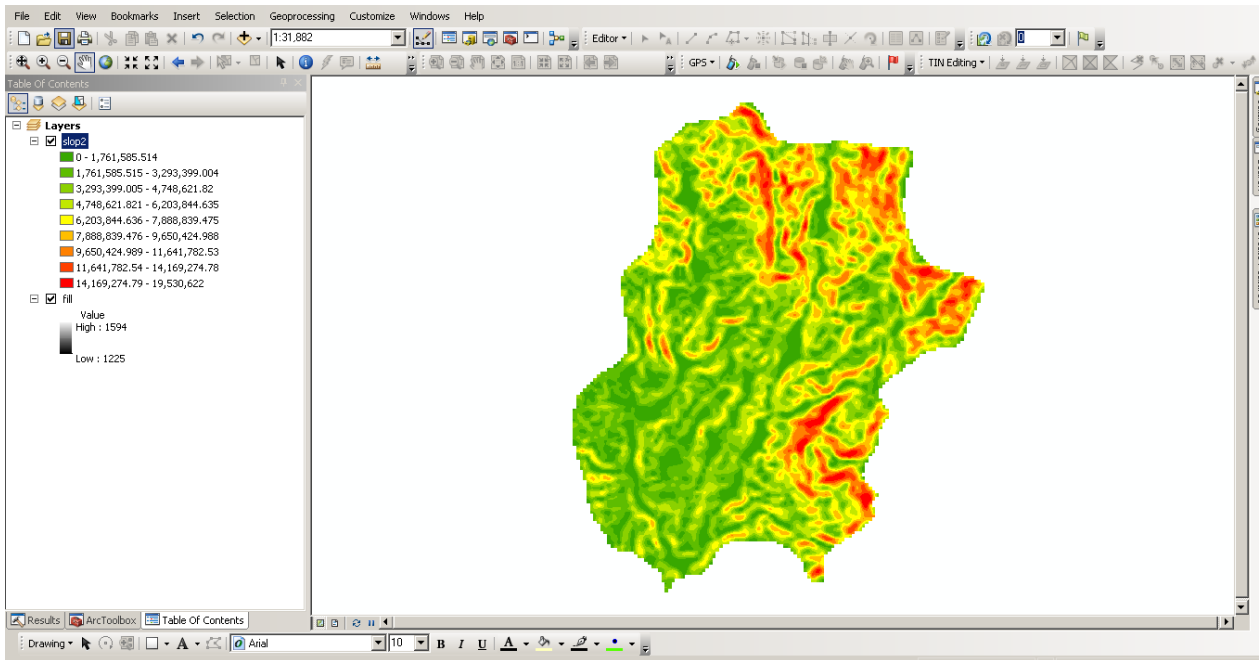 File Edit View Bookmarks Insert Selection Geoprocessing Customize Windows Help
1:31,882 Editor 0
GPS TIN Editing
Table Of Contents
Layers
slop2
0 - 1,761,585.514
1,761,585.515 - 3,293,399.004
3,293,399.005 - 4,748,621.82
4,748,621.821 - 6,203,844.635
6,203,844.636 - 7,888,839.475
7,888,839.476 - 9,650,424.988
9,650,424.989 - 11,641,782.53
11,641,782.54 - 14,169,274.78
14,169,274.79 - 19,530,622
fill
Value
High : 1594
Low : 1225
Results ArcToolbox Table Of Contents
Drawing A Arial 10 B I U A